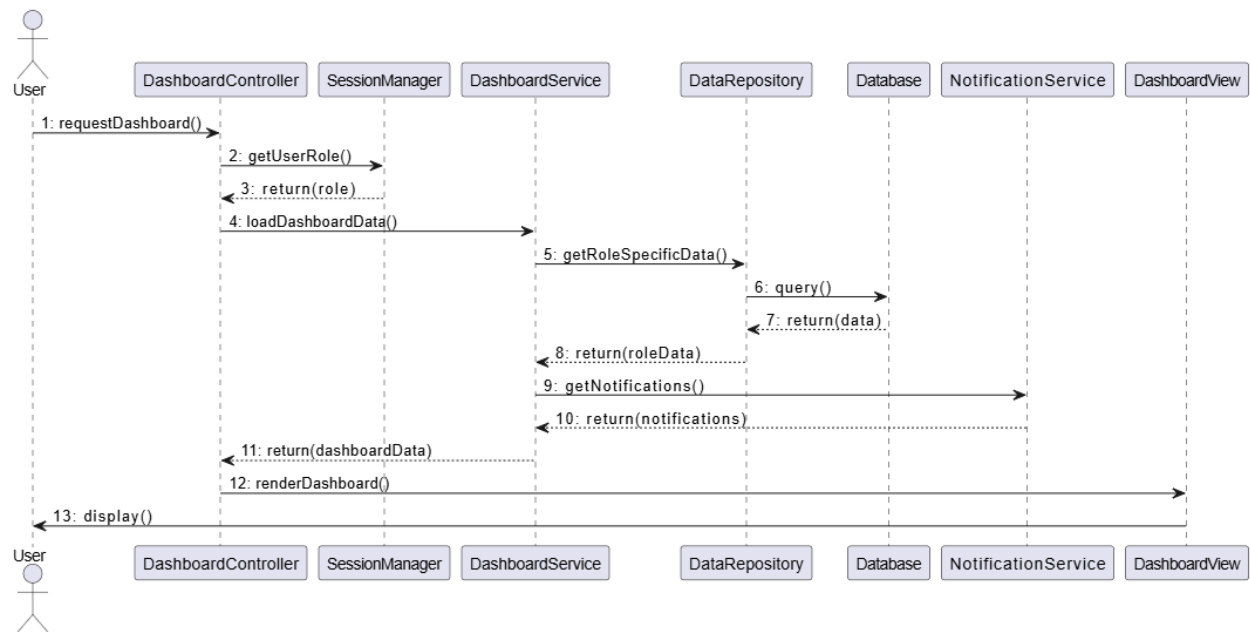 User
DashboardController SessionManager DashboardService DataRepository Database NotificationService DashboardView
1: requestDashboard()
2: getUserRole()
3: return(role)
4: loadDashboardData()
5: getRoleSpecificData()
6: query()
7: return(data)
8: return(roleData)
9: getNotifications()
10: return(notifications)
11: return(dashboardData)
12: renderDashboard()
13: display()
User
DashboardController SessionManager DashboardService DataRepository Database NotificationService DashboardView